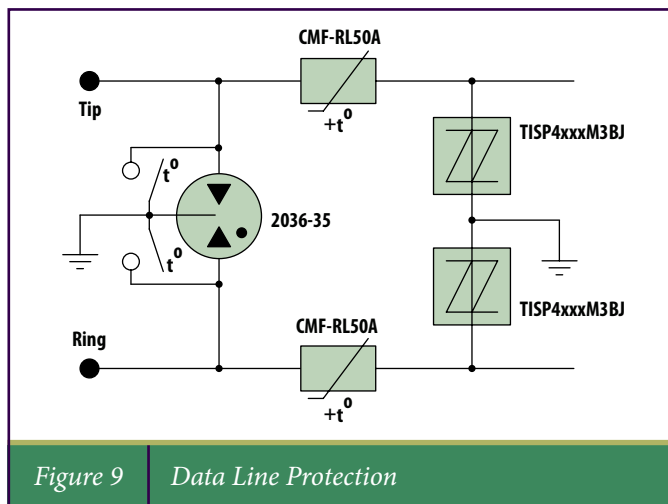 CMF-RL50A
Tip
+t°
TISP4xxxM3BJ
t°
2036-35
t°
TISP4xxxM3BJ
CMF-RL50A
Ring
+t°
Figure 9 Data Line Protection